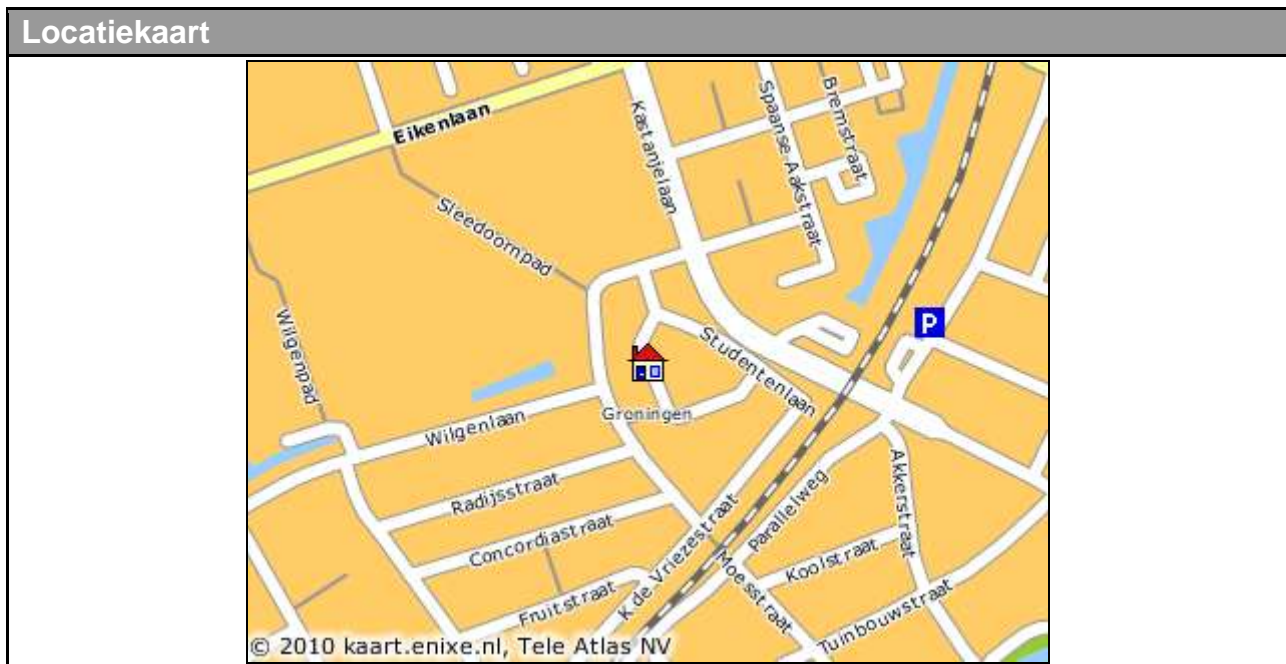 Locatiekaart
Eikenlaan
Kastanjelaan
Spaanse Aakstraat
Bremstraat
Sleedoornpad
Wilgenpad
P
Studentenlaan
Groningen
Wilgenlaan
Radijsstraat
Concordiastraat
Fruitstraat
K de Vriezestraat
Parallelweg
Moesstraat
Koolstraat
Akkerstraat
Tuinbouwstraat
© 2010 kaart.enixe.nl, Tele Atlas NV